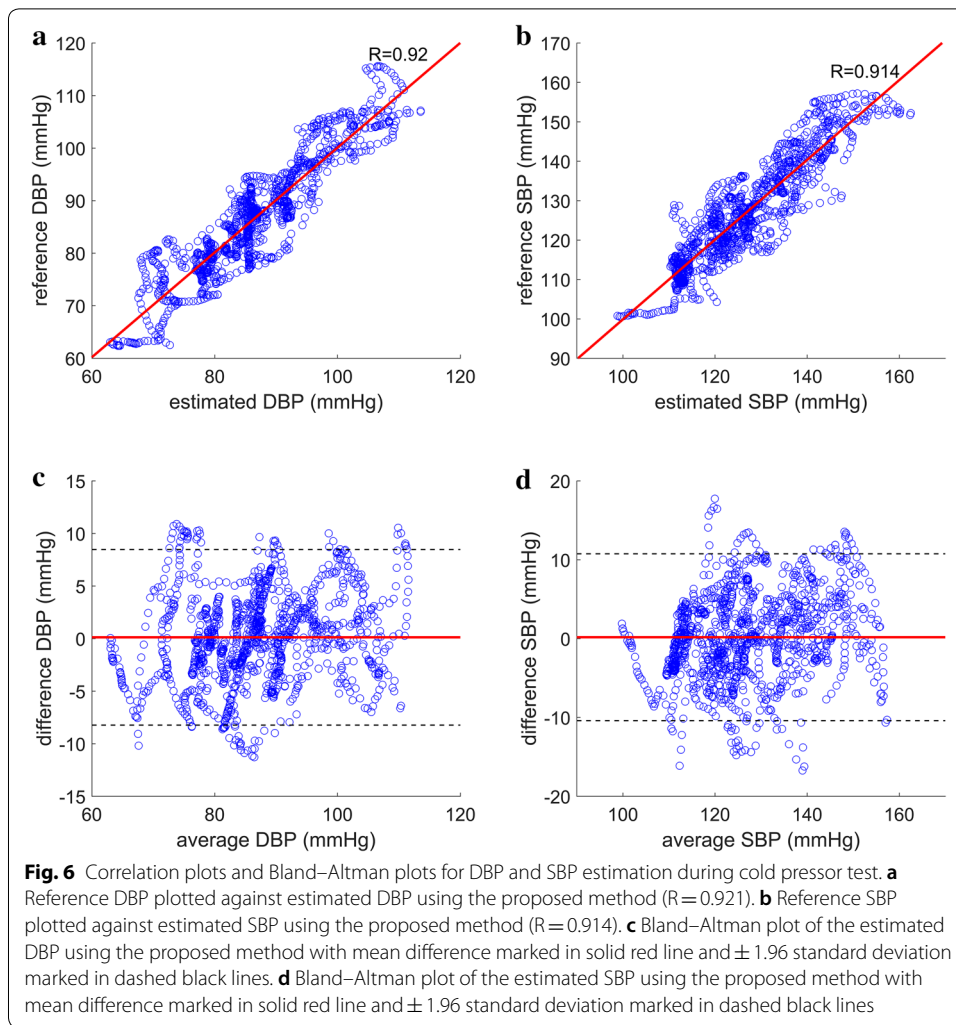 a
b
120
110
100
90
80
70
60
reference DBP (mmHg)
R=0.92
60
80
100
120
estimated DBP (mmHg)
170
160
150
140
130
120
110
100
90
reference SBP (mmHg)
R=0.914
100
120
140
160
estimated SBP (mmHg)
c
d
15
10
5
0
-5
-10
-15
difference DBP (mmHg)
60
80
100
120
average DBP (mmHg)
20
10
0
-10
-20
difference SBP (mmHg)
100
120
140
160
average SBP (mmHg)
Fig. 6 Correlation plots and Bland–Altman plots for DBP and SBP estimation during cold pressor test. a
Reference DBP plotted against estimated DBP using the proposed method (R = 0.921). b Reference SBP
plotted against estimated SBP using the proposed method (R = 0.914). c Bland–Altman plot of the estimated
DBP using the proposed method with mean difference marked in solid red line and ± 1.96 standard deviation
marked in dashed black lines. d Bland–Altman plot of the estimated SBP using the proposed method with
mean difference marked in solid red line and ± 1.96 standard deviation marked in dashed black lines